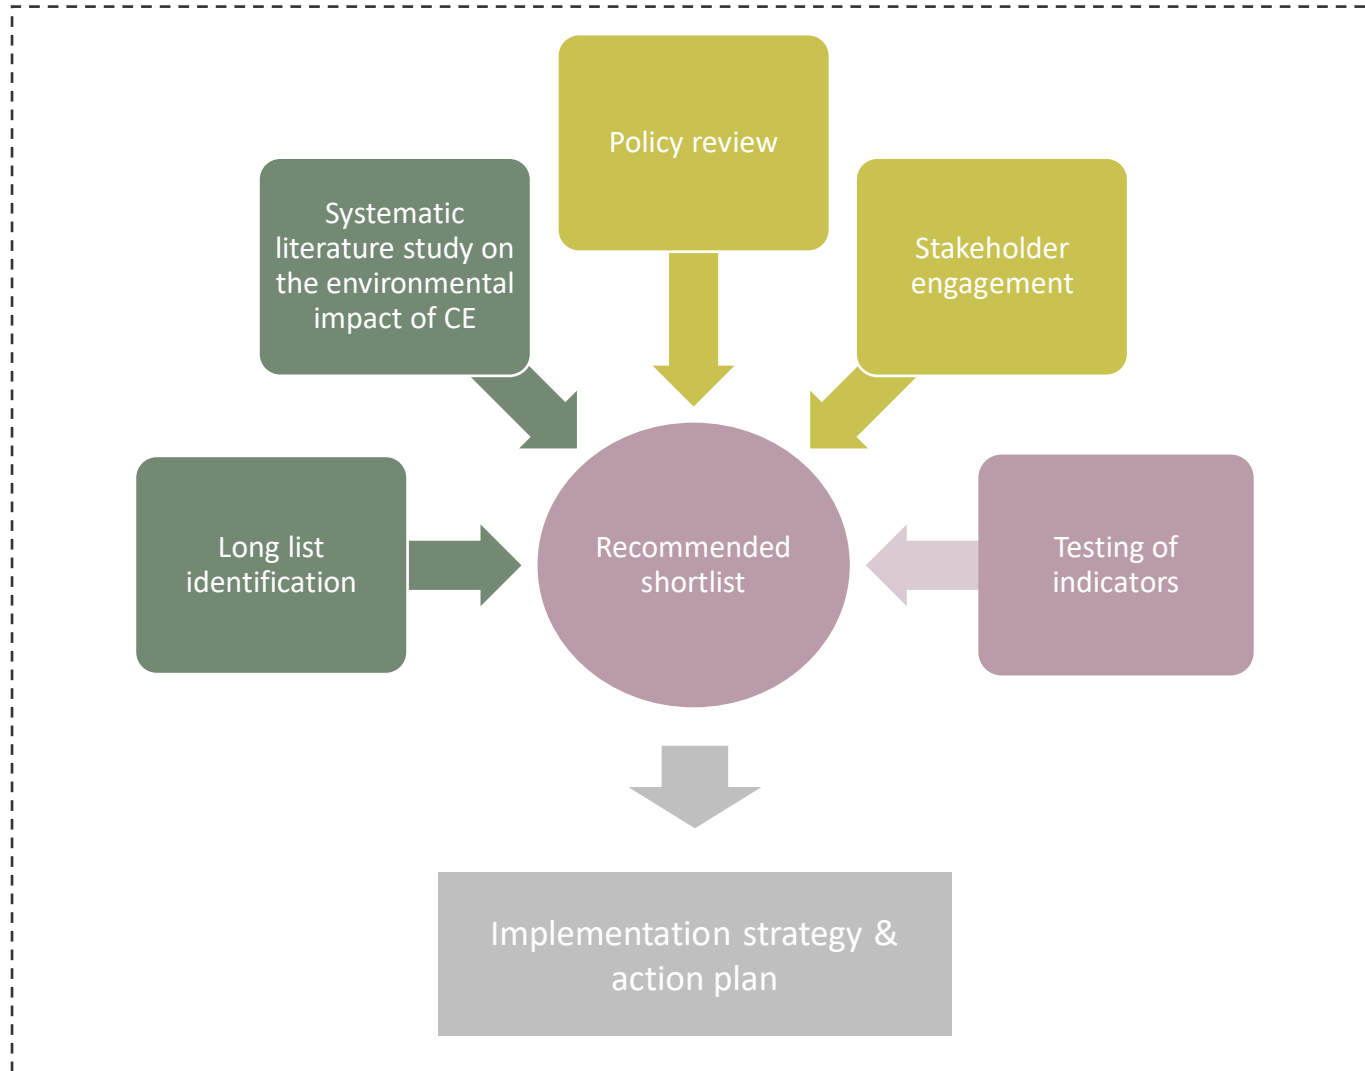 Policy review
Systematic
literature study on
the environmental
impact of CE
Stakeholder
engagement
Long list
identification
Recommended
shortlist
Testing of
indicators
Implementation strategy &
action plan